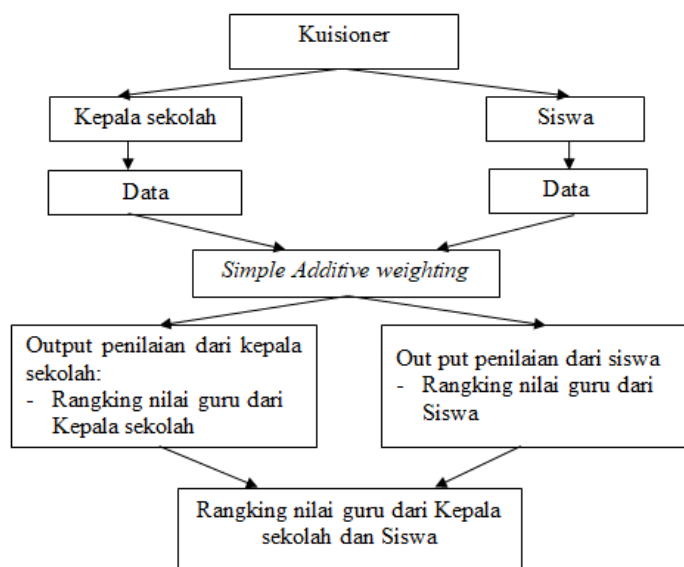 Kuisioner
Kepala sekolah
Siswa
Data
Data
Simple Additive weighting
Output penilaian dari kepala
sekolah:
- Rangking nilai guru dari
Kepala sekolah
Out put penilaian dari siswa
- Rangking nilai guru dari
Siswa
Rangking nilai guru dari Kepala
sekolah dan Siswa